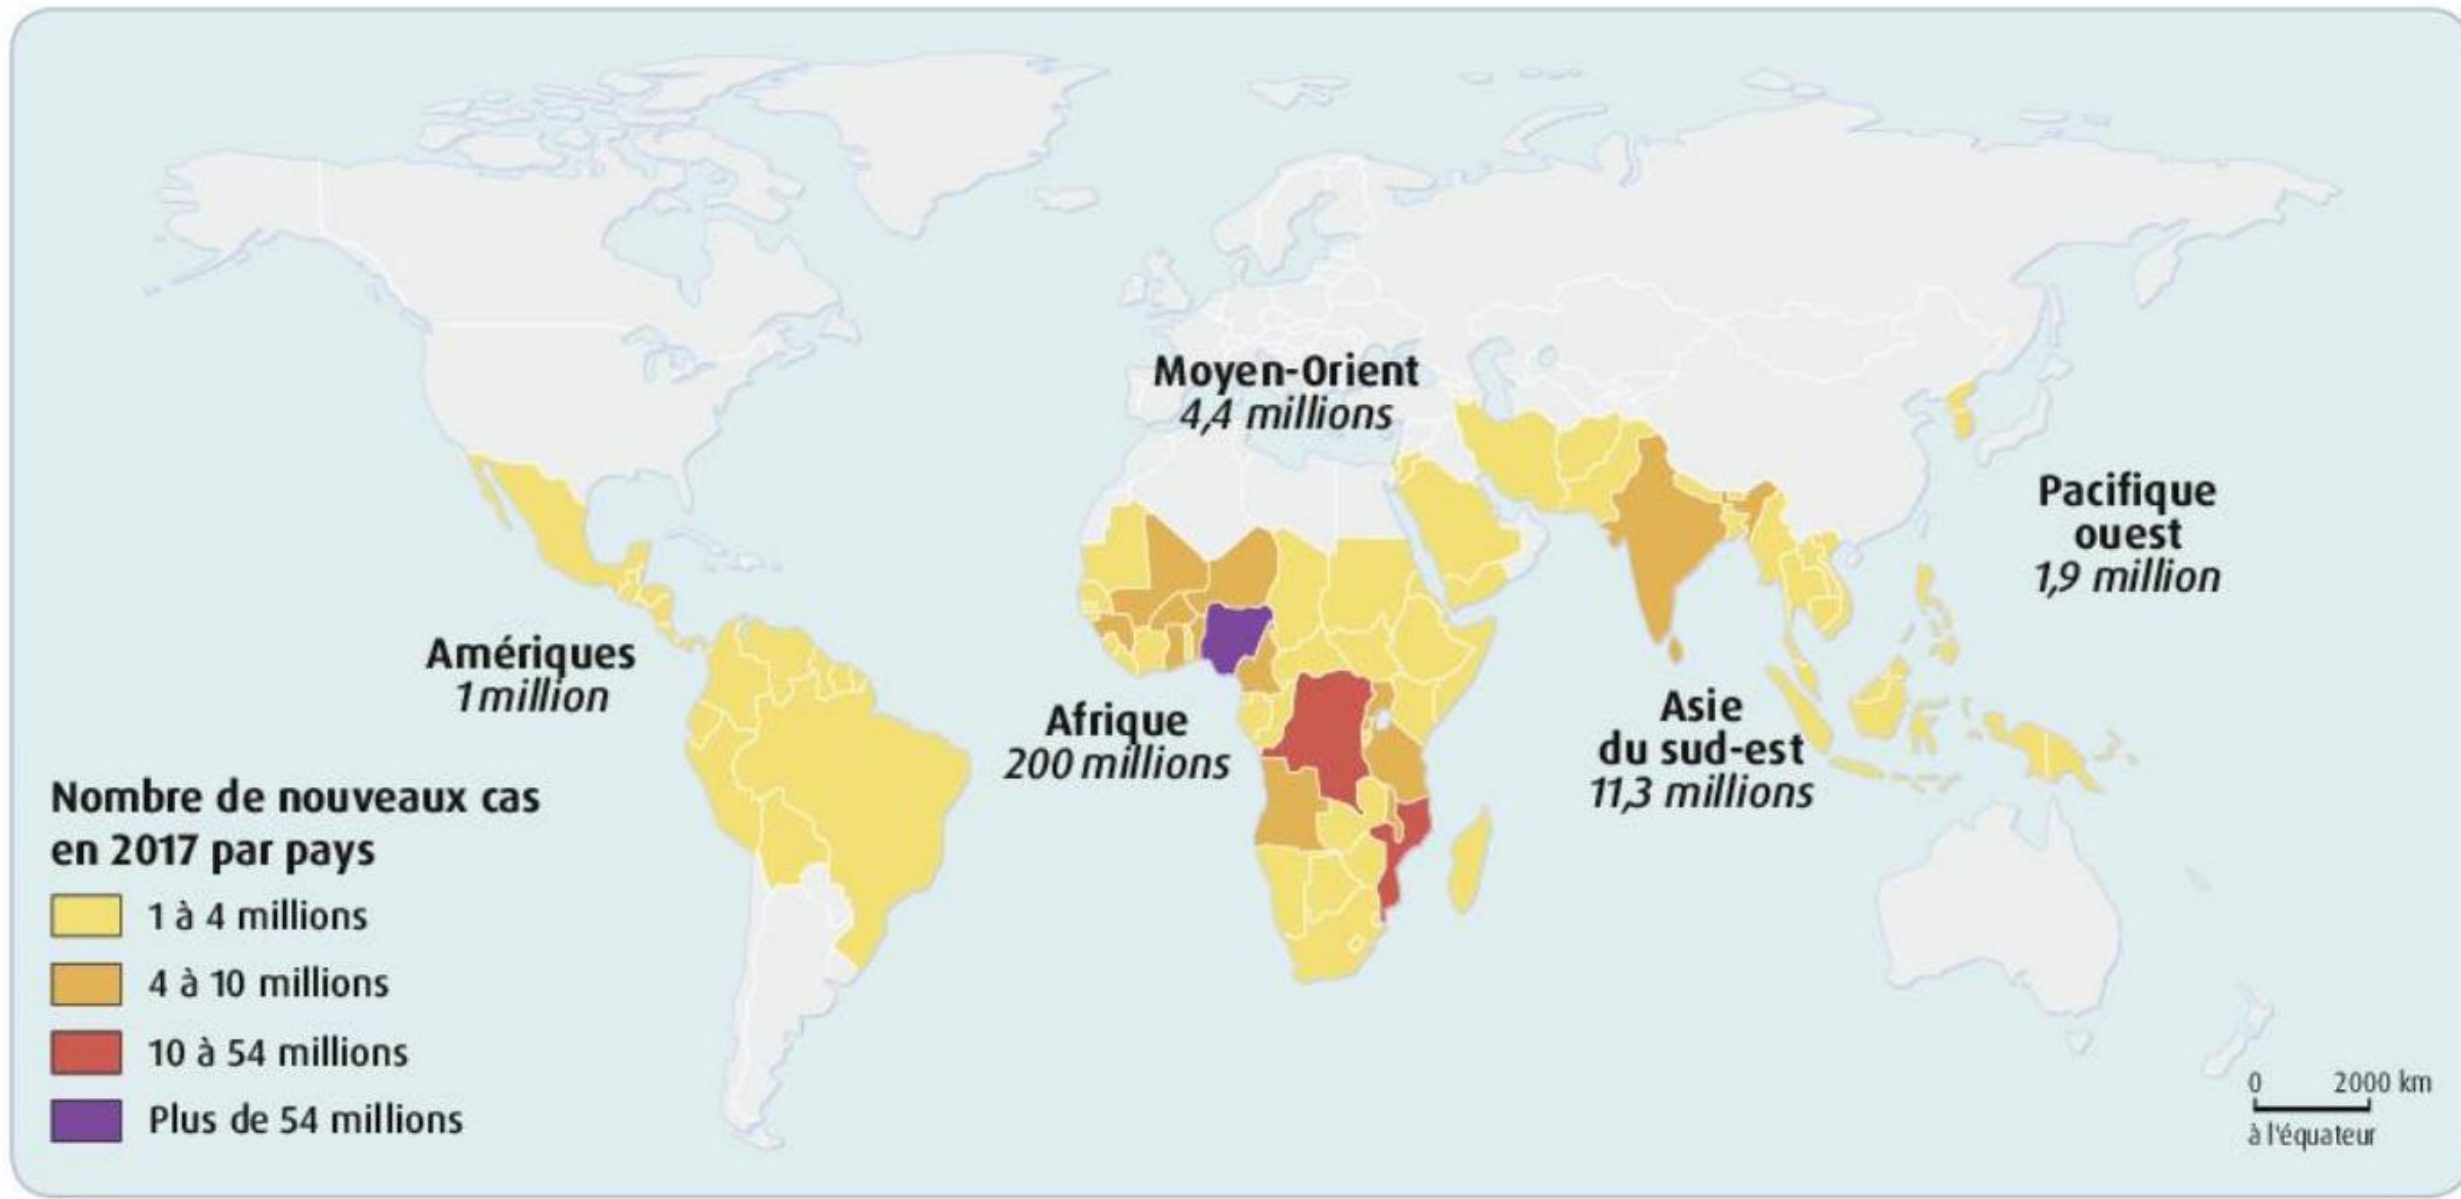 Moyen-Orient
4,4 millions
Pacifique
ouest
1,9 million
Amériques
1 million
Afrique
200 millions
Asie
du sud-est
11,3 millions
Nombre de nouveaux cas
en 2017 par pays
1 à 4 millions
4 à 10 millions
10 à 54 millions
Plus de 54 millions
0 2000 km
à l'équateur